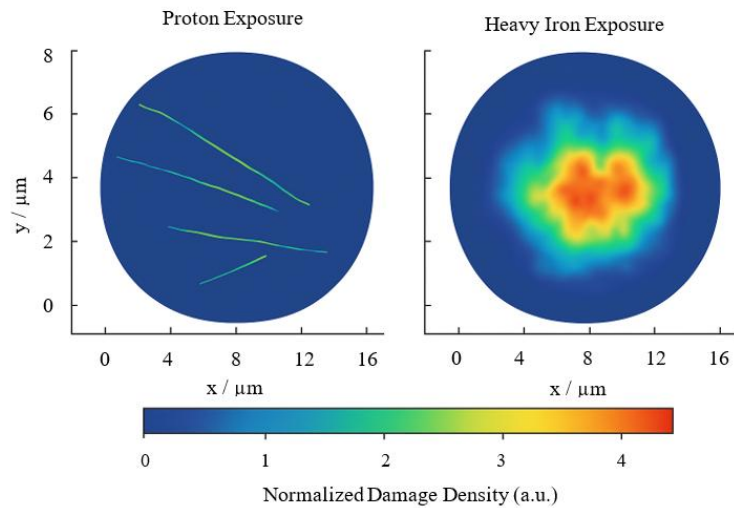 Proton Exposure
Heavy Iron Exposure
8
6
4
2
0
y / µm
0 4 8 12 16
0 4 8 12 16
x / µm
x / µm
0 1 2 3 4
Normalized Damage Density (a.u.)